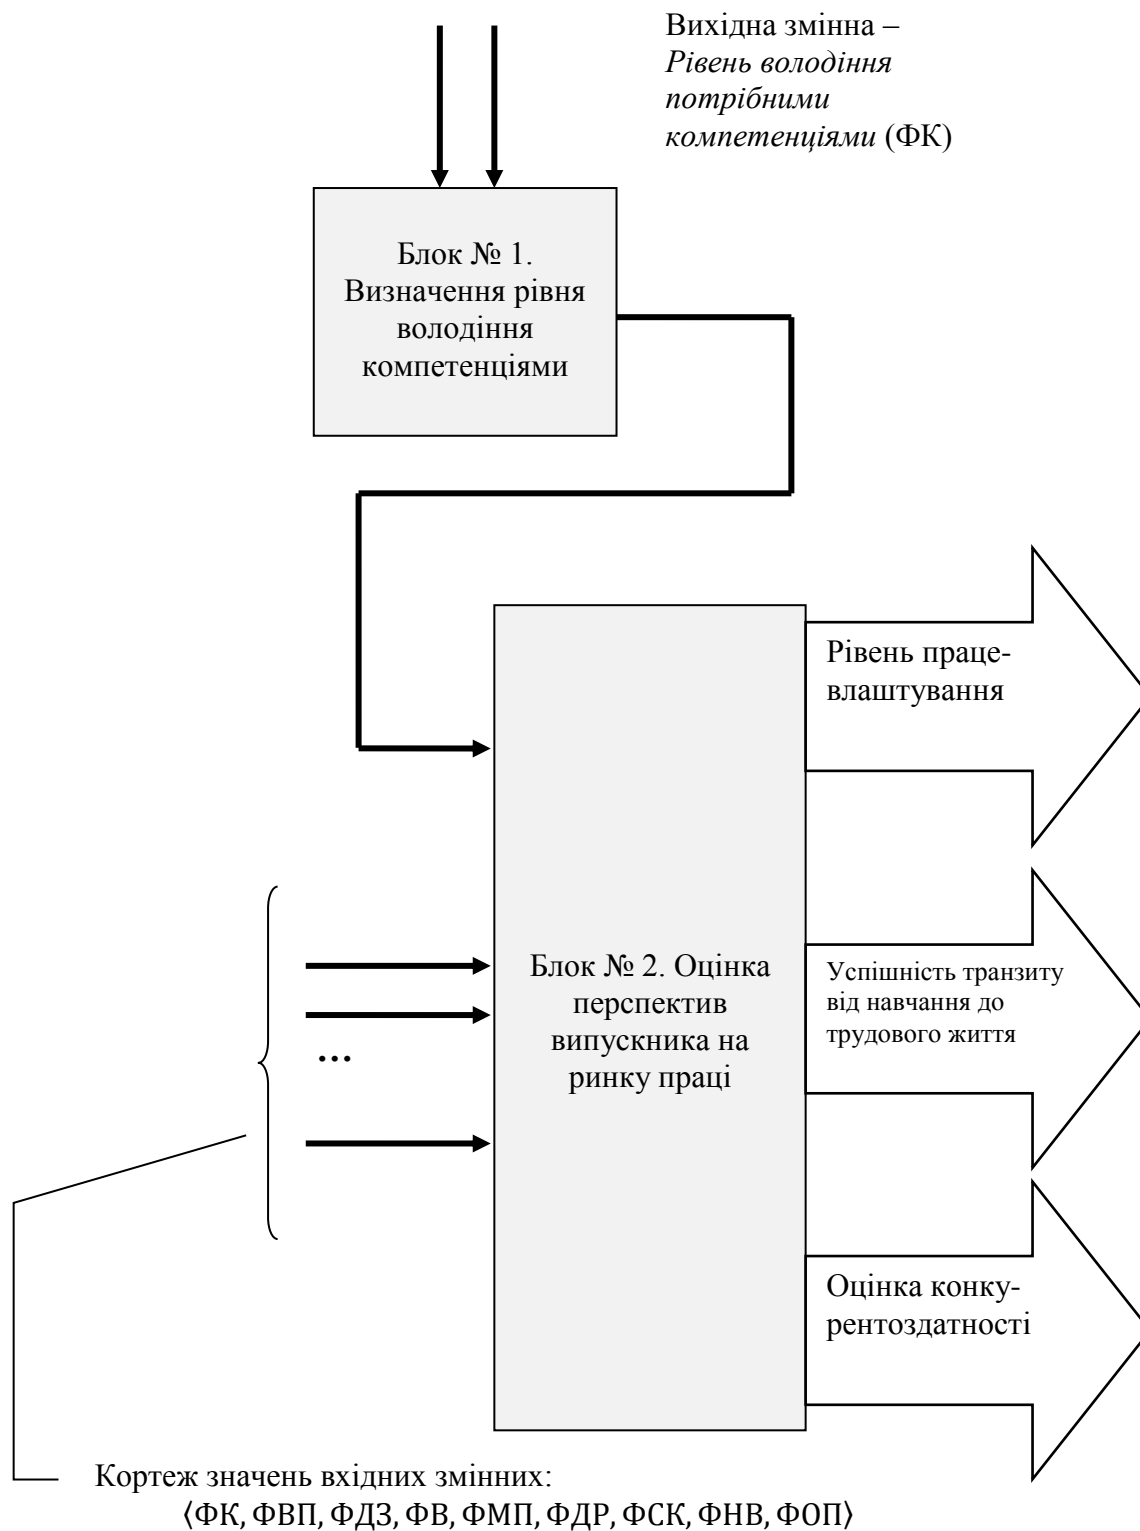 Вихідна змінна –
Рівень володіння
потрібними
компетенціями (ФК)
Блок № 1.
Визначення рівня
володіння
компетенціями
Рівень праце-
влаштування
Блок № 2. Оцінка
перспектив
випускника на
ринку праці
Успішність транзиту
від навчання до
трудового життя
...
Оцінка конку-
рентоздатності
Кортеж значень вхідних змінних:
⟨ФК, ФВП, ФДЗ, ФВ, ФМП, ФДР, ФСК, ФНВ, ФОП⟩